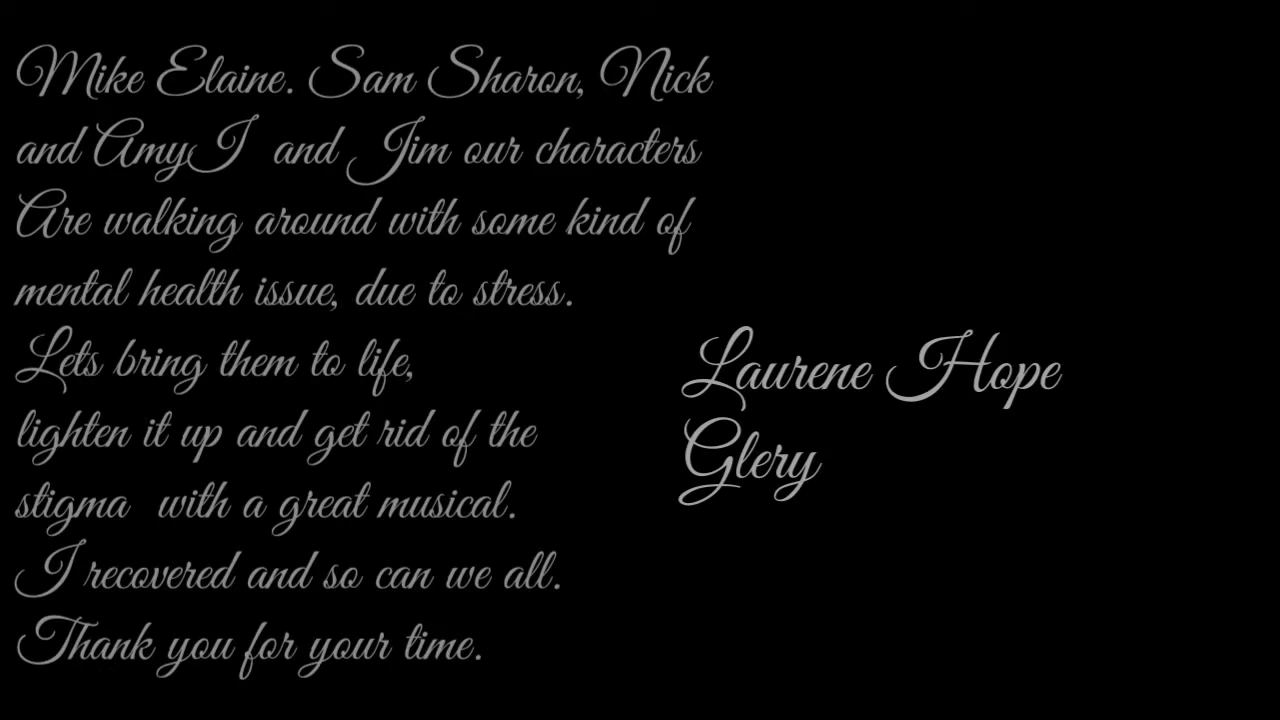 Mike Elaine. Sam Sharon, Nick
and AmyI  and Jim our characters
Are walking around with some kind of
mental health issue, due to stress.
Lets bring them to life,
lighten it up and get rid of the
stigma  with a great musical.
I recovered and so can we all.
Thank you for your time.
Laurene Hope
Glery